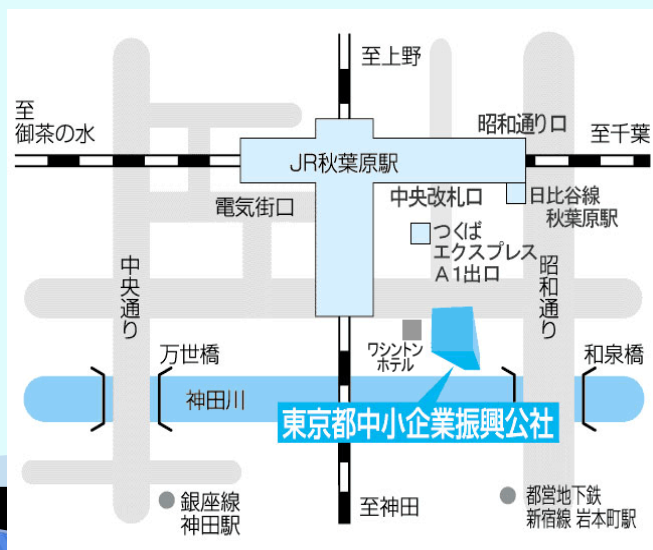 至上野
至
御茶の水
昭和通り口
至千葉
JR秋葉原駅
電気街口
中央改札口
日比谷線
秋葉原駅
つくば
エクスプレス
A1出口
中央通り
昭和通り
万世橋
ワシントン
ホテル
和泉橋
神田川
東京都中小企業振興公社
銀座線
神田駅
至神田
都営地下鉄
新宿線 岩本町駅